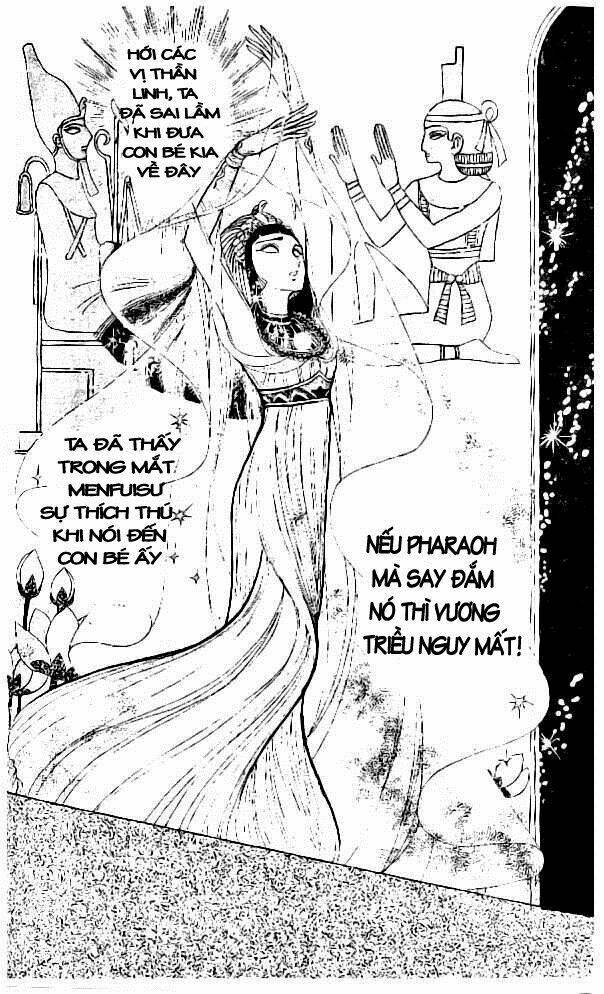 HỠI CÁC
VỊ THẦN
LINH, TA
ĐÃ SAI LẦM
KHI ĐƯA
CON BÉ KIA
VỀ ĐÂY
TA ĐÃ THẤY
TRONG MẮT
MENFUISƯ
SỰ THÍCH THÚ
KHI NÓI ĐẾN
CON BÉ ẤY
NẾU PHARAOH
MÀ SAY ĐẮM
NÓ THÌ VƯƠNG
TRIỀU NGUY MẤT!